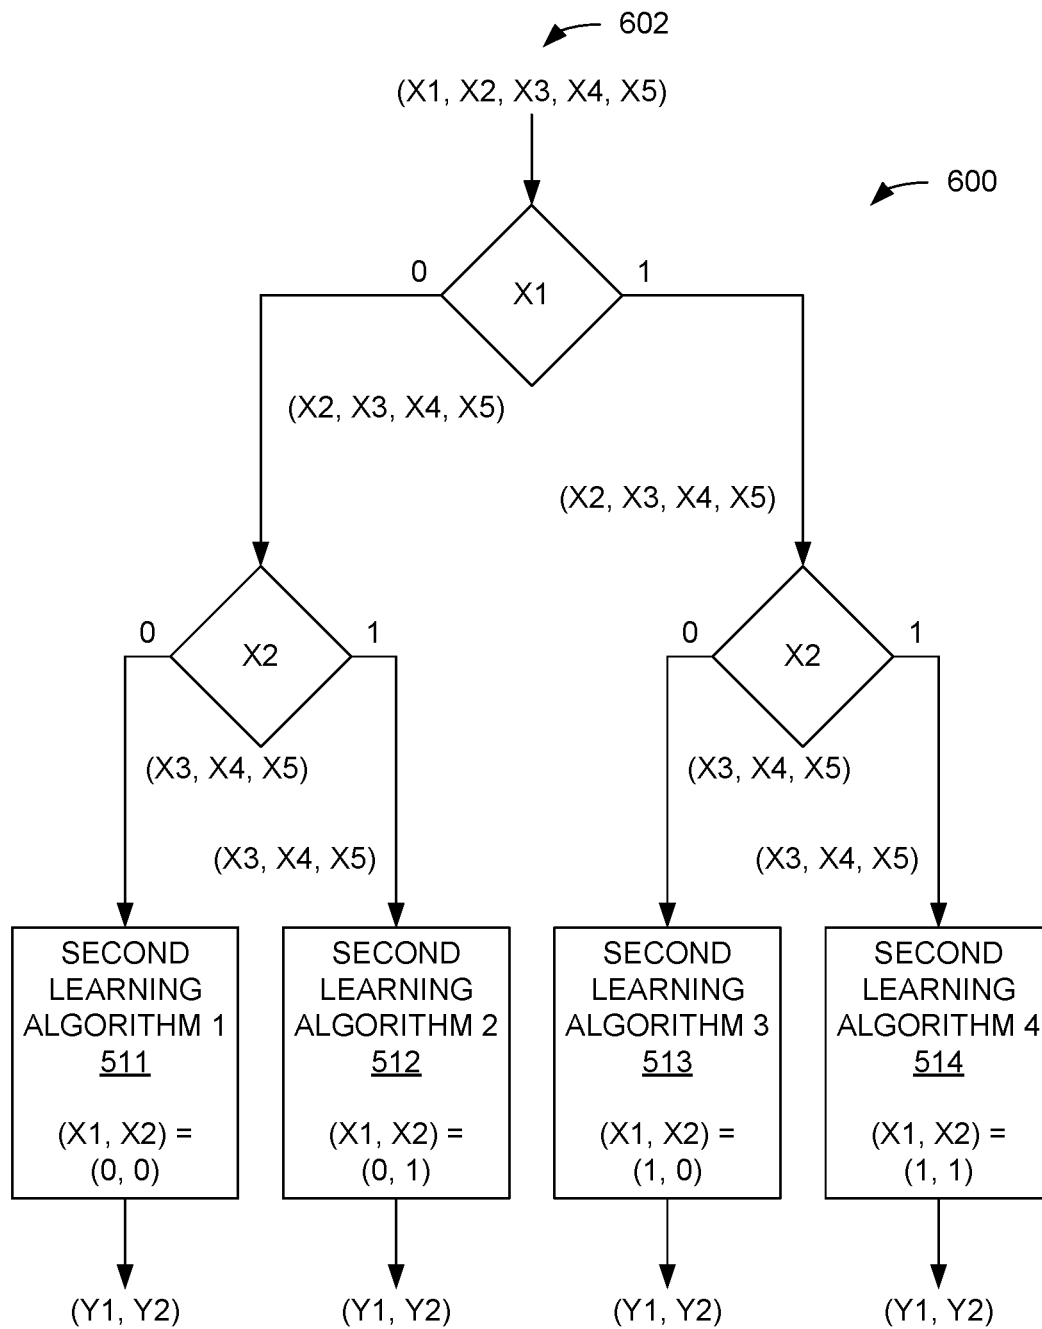 602
(X1, X2, X3, X4, X5)
600
0
1
X1
(X2, X3, X4, X5)
(X2, X3, X4, X5)
0
1
0
1
X2
X2
(X3, X4, X5)
(X3, X4, X5)
(X3, X4, X5)
(X3, X4, X5)
SECOND
LEARNING
ALGORITHM 1
511
(X1, X2) =
(0, 0)
SECOND
LEARNING
ALGORITHM 2
512
(X1, X2) =
(0, 1)
SECOND
LEARNING
ALGORITHM 3
513
(X1, X2) =
(1, 0)
SECOND
LEARNING
ALGORITHM 4
514
(X1, X2) =
(1, 1)
(Y1, Y2)
(Y1, Y2)
(Y1, Y2)
(Y1, Y2)